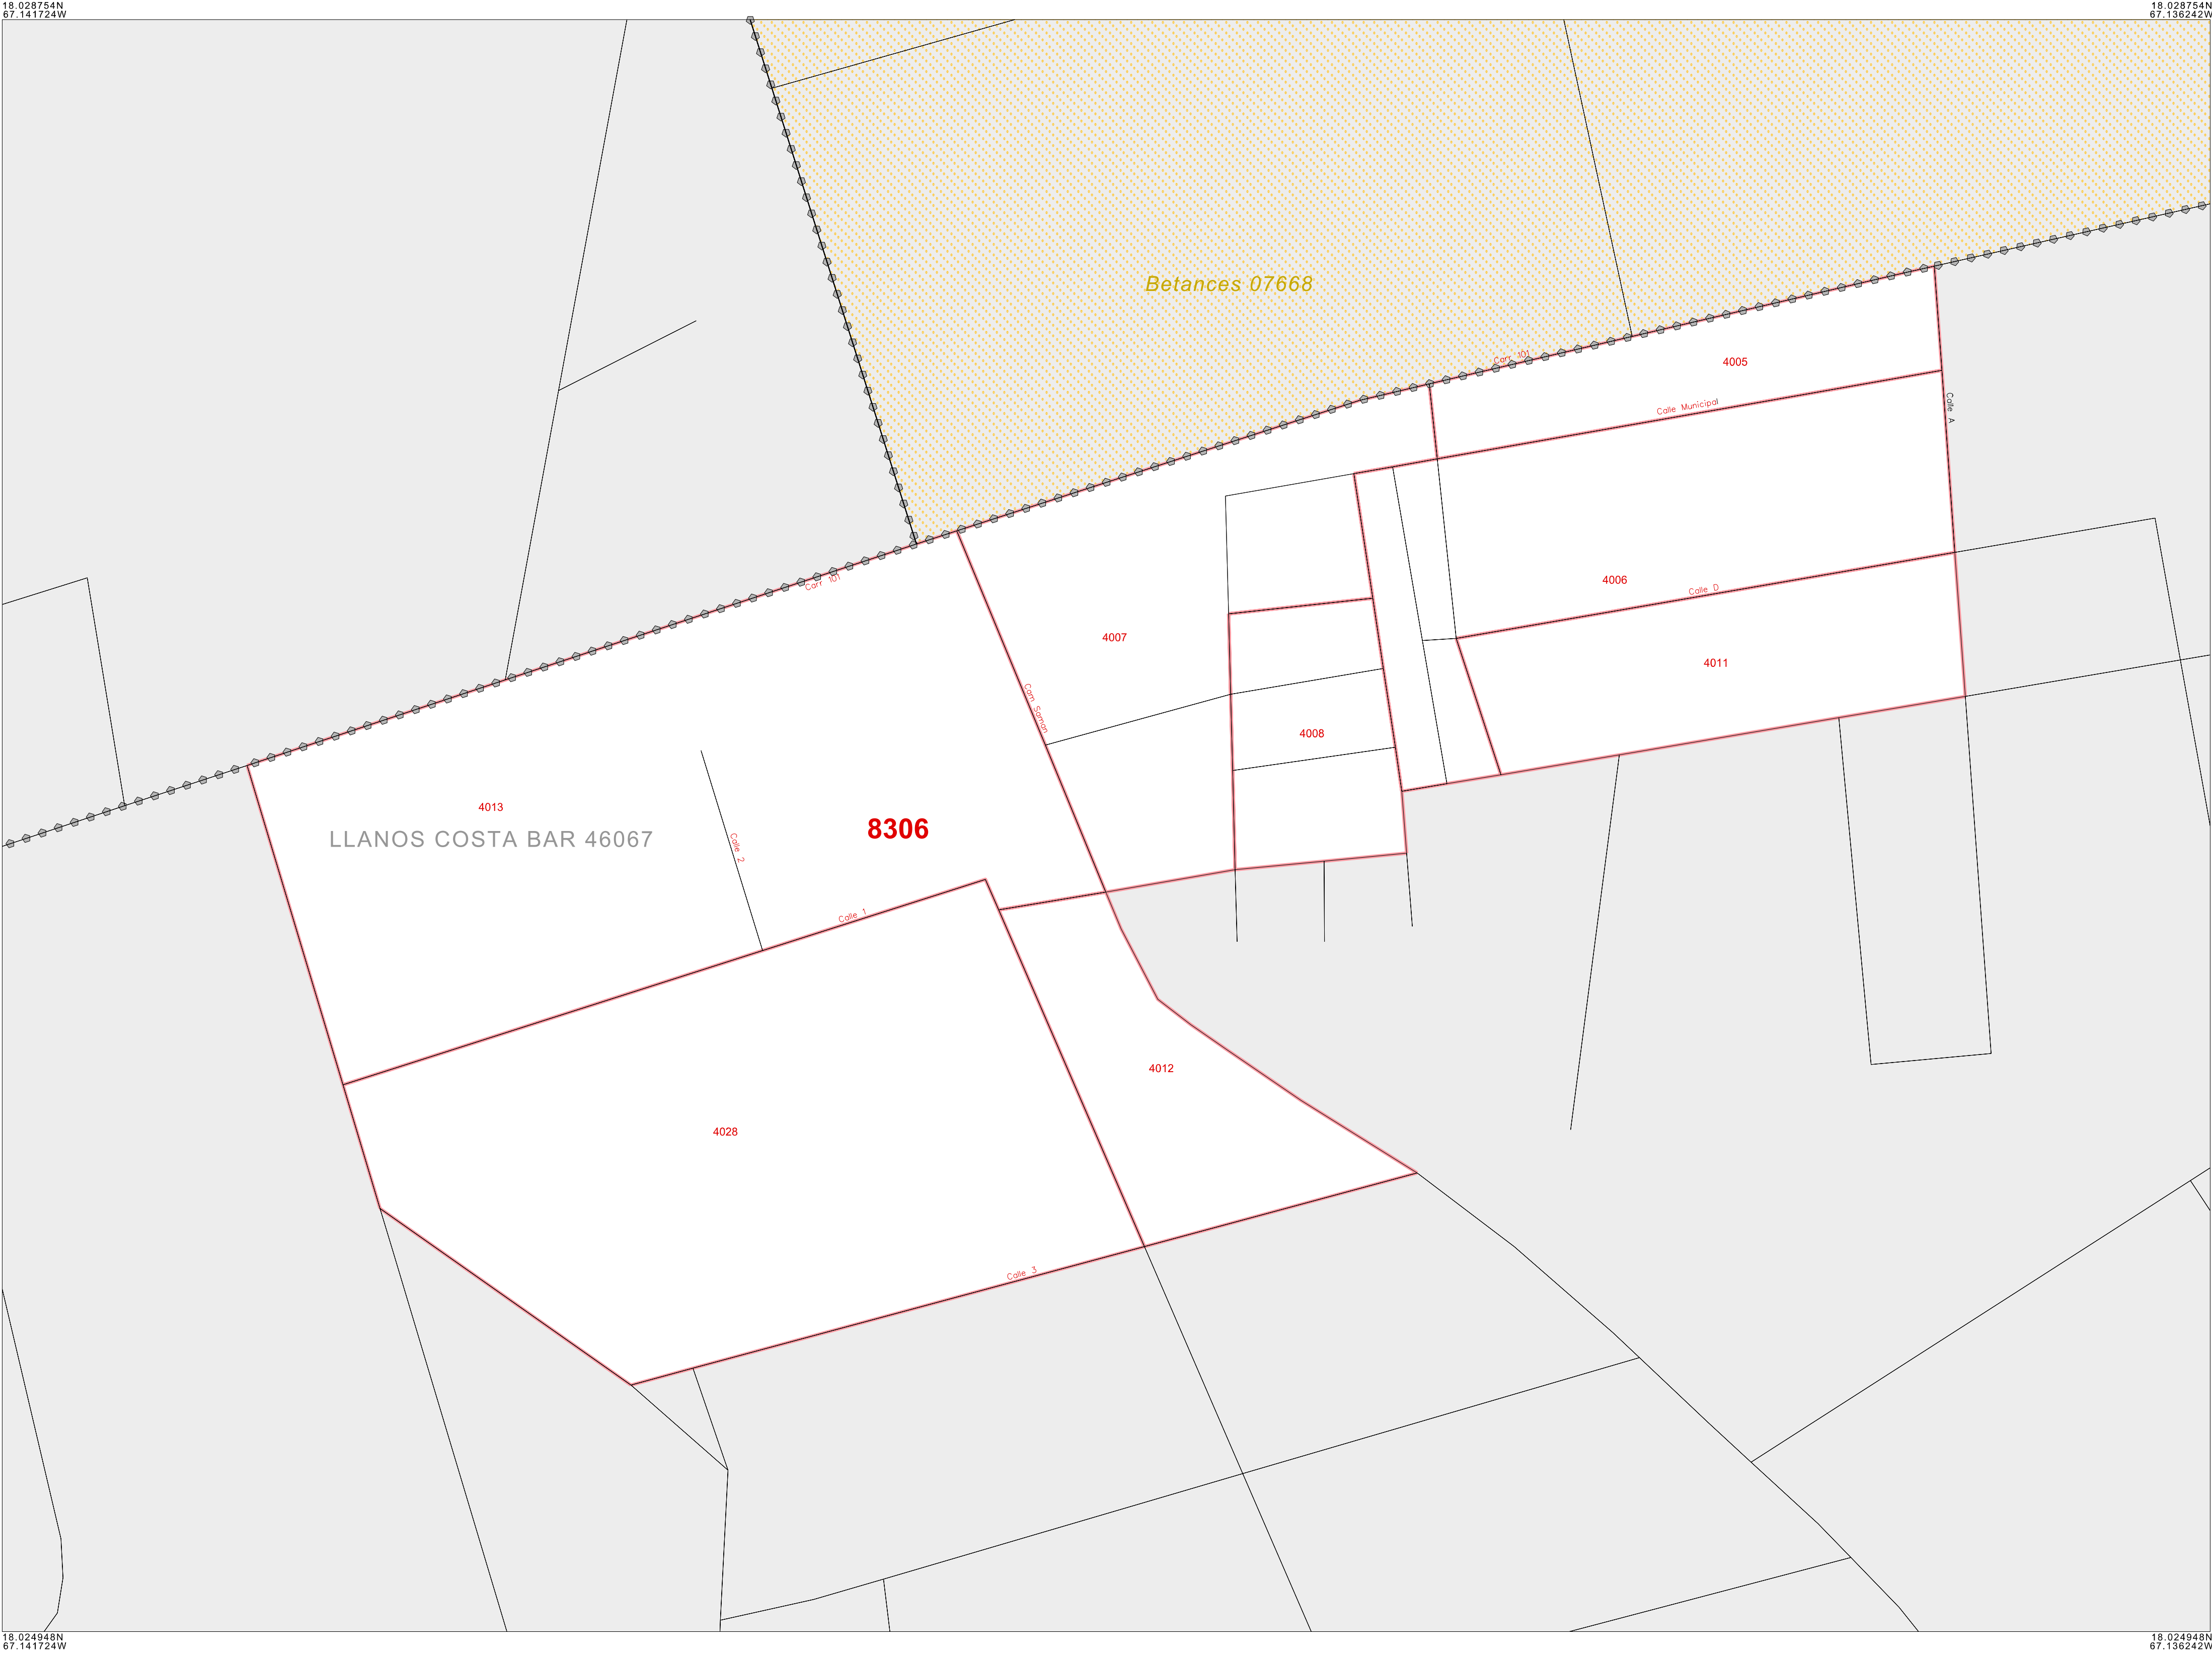 18.028754N
67.141724W
18.028754N
67.136242W
Betances 07668
Carr 101
4005
Calle Municipal
Calle A
Carr 101
4006
Calle D
4007
4011
Cam Saman
4008
4013
8306
LLANOS COSTA BAR 46067
Calle 2
Calle 1
4012
4028
Calle 3
18.024948N
67.141724W
18.024948N
67.136242W